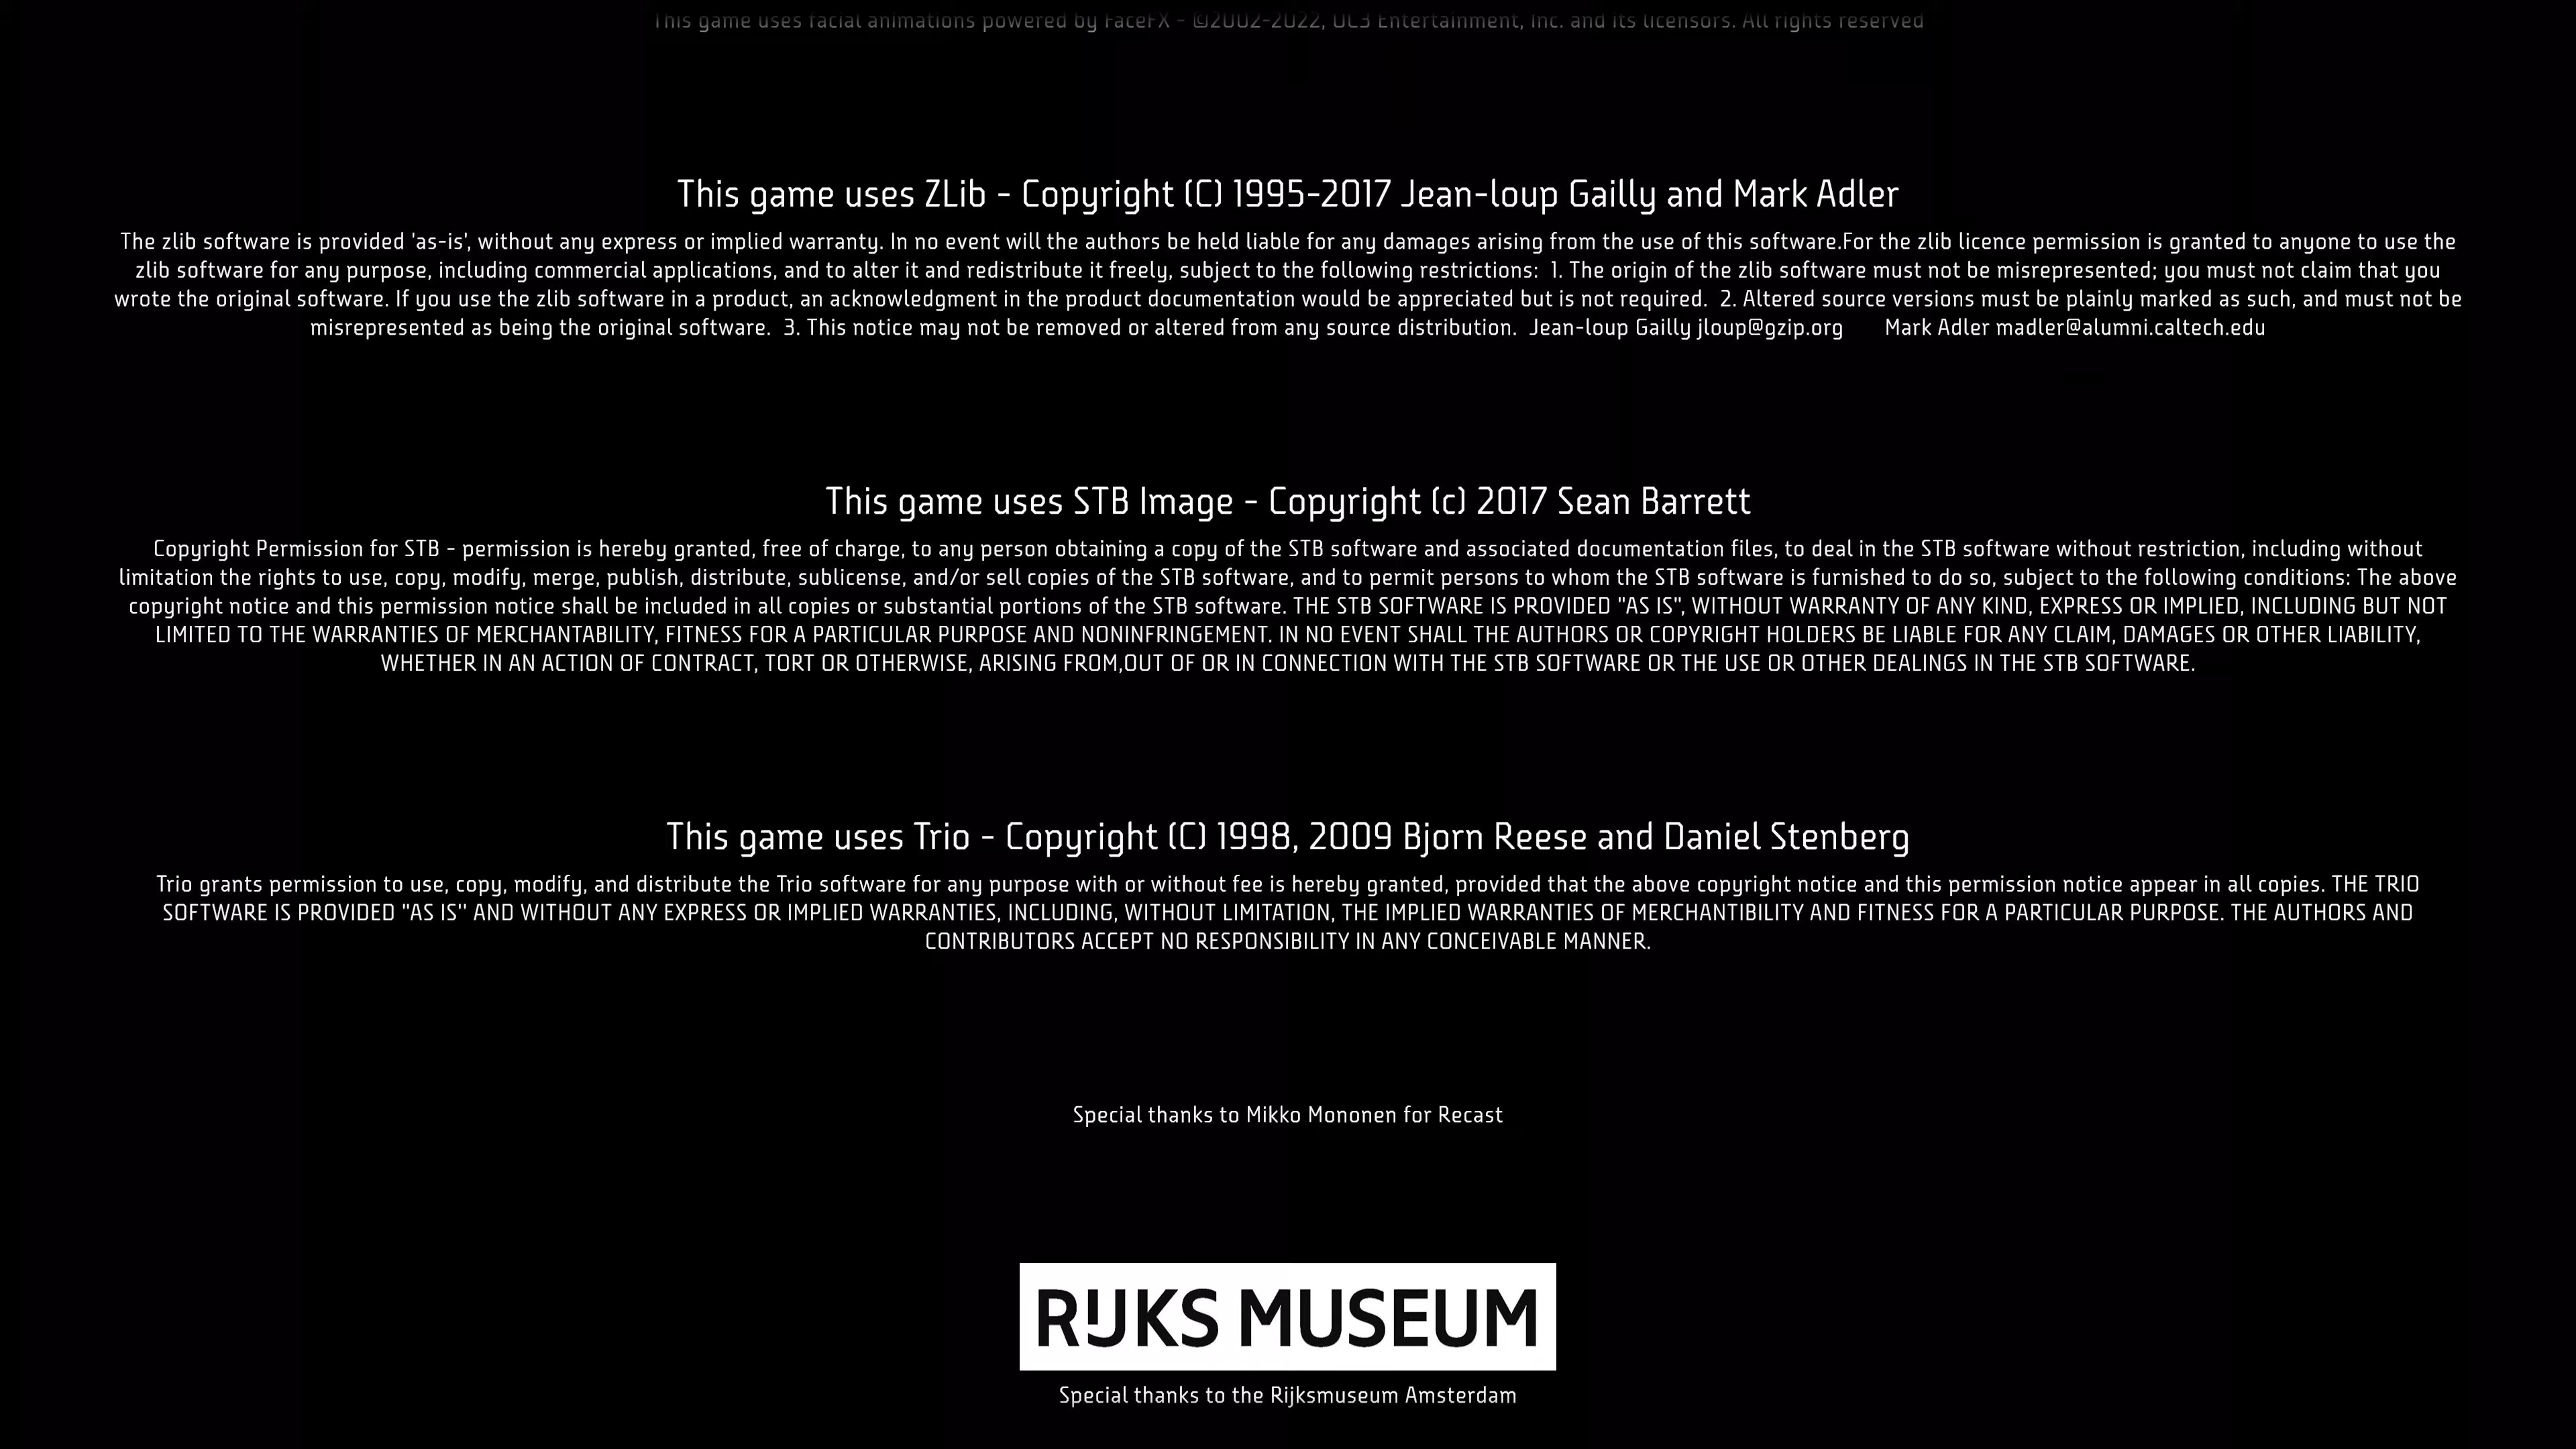 This game uses facial animations powered by FaceFX - ©2002-2022, OC3 Entertainment, Inc. and its licensors. All rights reserved
This game uses ZLib - Copyright (C) 1995-2017 Jean-loup Gailly and Mark Adler
The zlib software is provided 'as-is', without any express or implied warranty. In no event will the authors be held liable for any damages arising from the use of this software.For the zlib licence permission is granted to anyone to use the
zlib software for any purpose, including commercial applications, and to alter it and redistribute it freely, subject to the following restrictions:  1. The origin of the zlib software must not be misrepresented; you must not claim that you
wrote the original software. If you use the zlib software in a product, an acknowledgment in the product documentation would be appreciated but is not required.  2. Altered source versions must be plainly marked as such, and must not be
misrepresented as being the original software.  3. This notice may not be removed or altered from any source distribution.  Jean-loup Gailly jloup@gzip.org      Mark Adler madler@alumni.caltech.edu
This game uses STB Image - Copyright (c) 2017 Sean Barrett
Copyright Permission for STB - permission is hereby granted, free of charge, to any person obtaining a copy of the STB software and associated documentation files, to deal in the STB software without restriction, including without
limitation the rights to use, copy, modify, merge, publish, distribute, sublicense, and/or sell copies of the STB software, and to permit persons to whom the STB software is furnished to do so, subject to the following conditions: The above
copyright notice and this permission notice shall be included in all copies or substantial portions of the STB software. THE STB SOFTWARE IS PROVIDED "AS IS", WITHOUT WARRANTY OF ANY KIND, EXPRESS OR IMPLIED, INCLUDING BUT NOT
LIMITED TO THE WARRANTIES OF MERCHANTABILITY, FITNESS FOR A PARTICULAR PURPOSE AND NONINFRINGEMENT. IN NO EVENT SHALL THE AUTHORS OR COPYRIGHT HOLDERS BE LIABLE FOR ANY CLAIM, DAMAGES OR OTHER LIABILITY,
WHETHER IN AN ACTION OF CONTRACT, TORT OR OTHERWISE, ARISING FROM,OUT OF OR IN CONNECTION WITH THE STB SOFTWARE OR THE USE OR OTHER DEALINGS IN THE STB SOFTWARE.
This game uses Trio - Copyright (C) 1998, 2009 Bjorn Reese and Daniel Stenberg
Trio grants permission to use, copy, modify, and distribute the Trio software for any purpose with or without fee is hereby granted, provided that the above copyright notice and this permission notice appear in all copies. THE TRIO
SOFTWARE IS PROVIDED "AS IS'' AND WITHOUT ANY EXPRESS OR IMPLIED WARRANTIES, INCLUDING, WITHOUT LIMITATION, THE IMPLIED WARRANTIES OF MERCHANTIBILITY AND FITNESS FOR A PARTICULAR PURPOSE. THE AUTHORS AND
CONTRIBUTORS ACCEPT NO RESPONSIBILITY IN ANY CONCEIVABLE MANNER.
Special thanks to Mikko Mononen for Recast
RIJKS MUSEUM
Special thanks to the Rijksmuseum Amsterdam